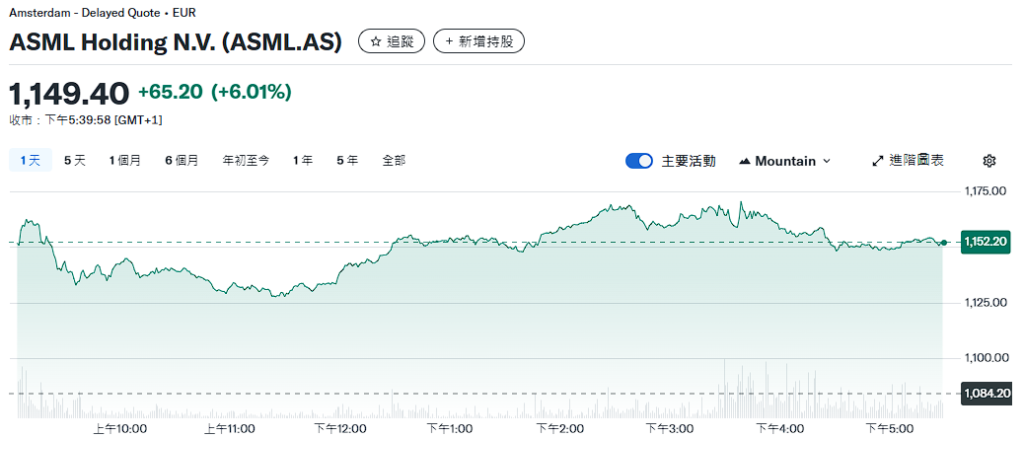 Amsterdam - Delayed Quote • EUR
ASML Holding N.V. (ASML.AS) ☆ 追蹤 + 新增持股
1,149.40 +65.20 (+6.01%)
收市：下午5:39:58 [GMT+1]
1 天 5 天 1 個月 6 個月 年初至今 1 年 5 年 全部 主要活動 Mountain 進階圖表
1,175.00
1,152.20
1,125.00
1,100.00
1,084.20
上午10:00 上午11:00 下午12:00 下午1:00 下午2:00 下午3:00 下午4:00 下午5:00